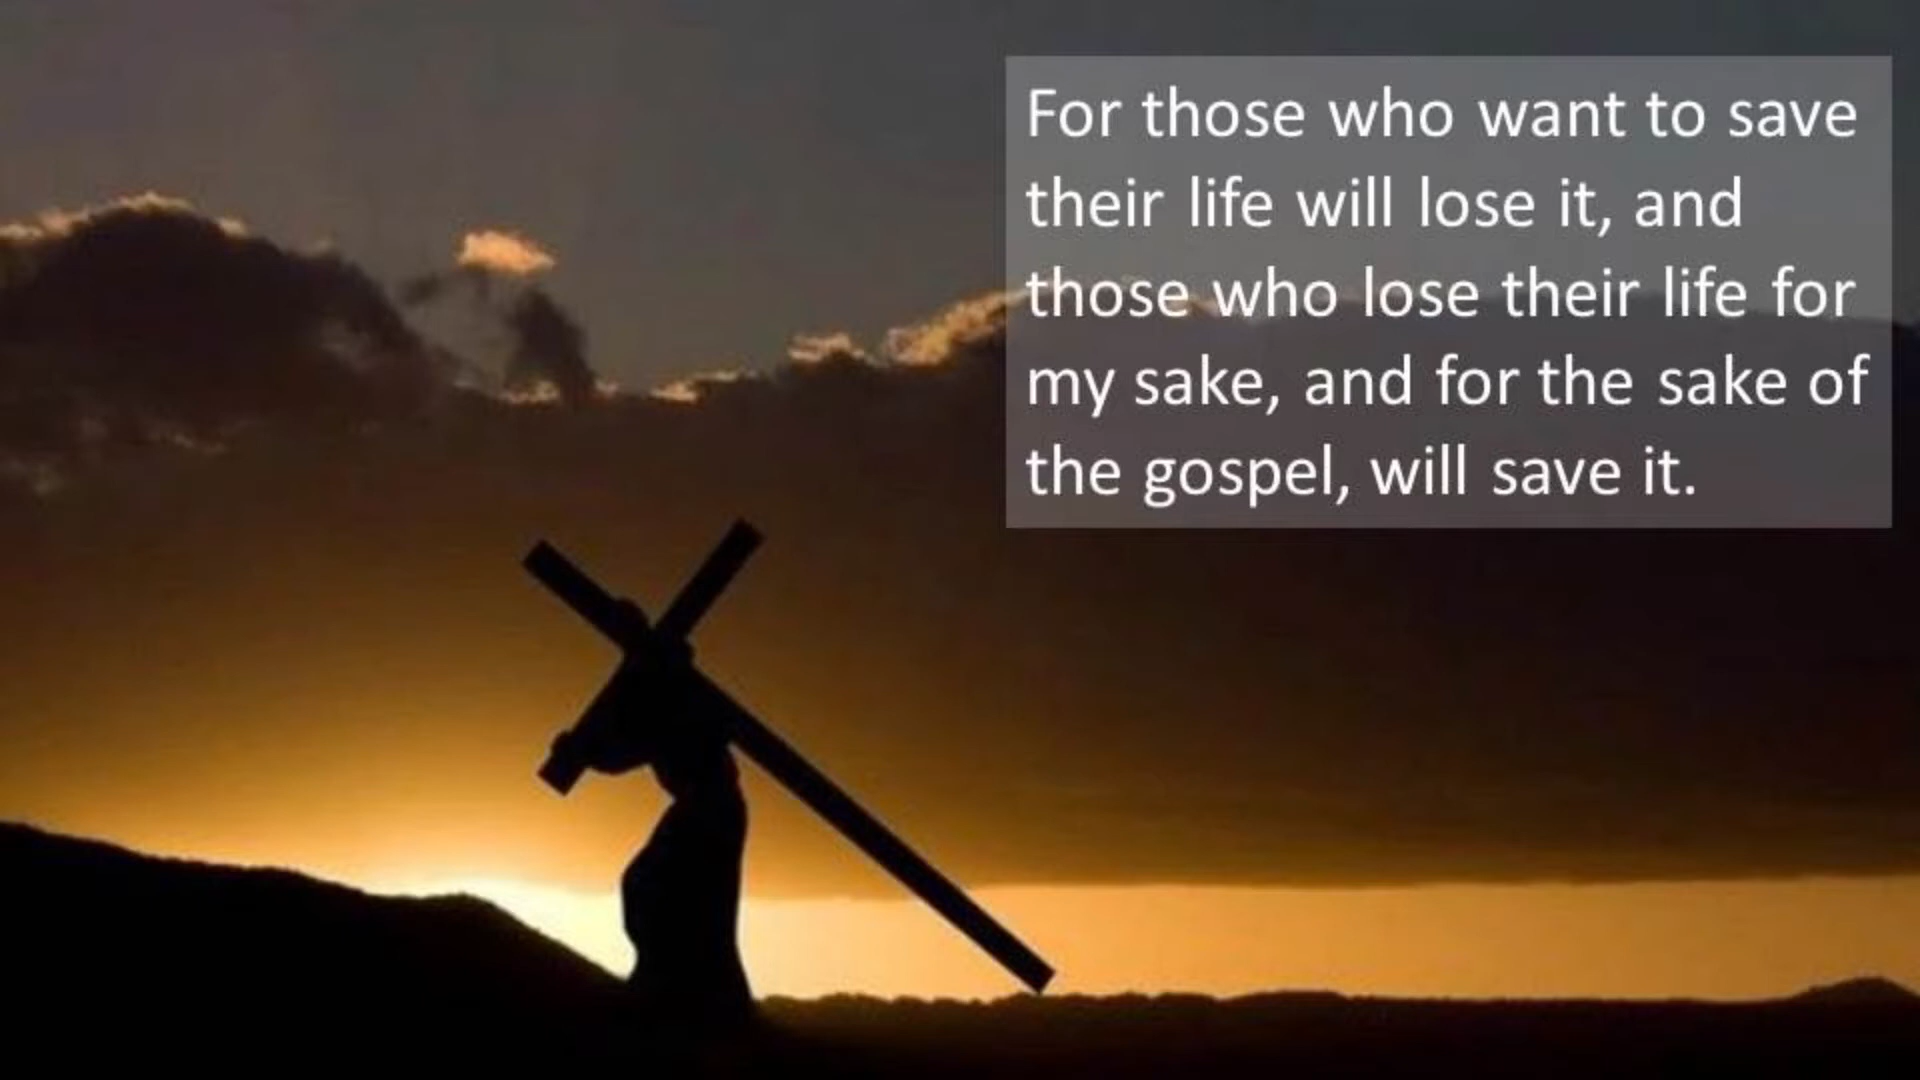 For those who want to save
their life will lose it, and
those who lose their life for
my sake, and for the sake of
the gospel, will save it.